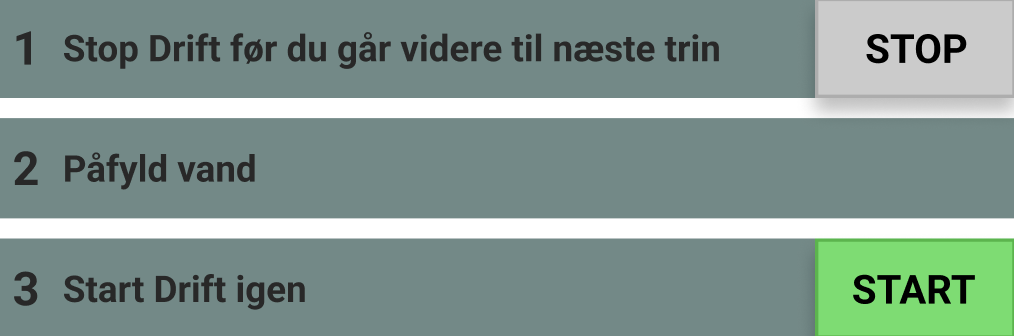 1 Stop Drift før du går videre til næste trin STOP
2 Påfyld vand
3 Start Drift igen START